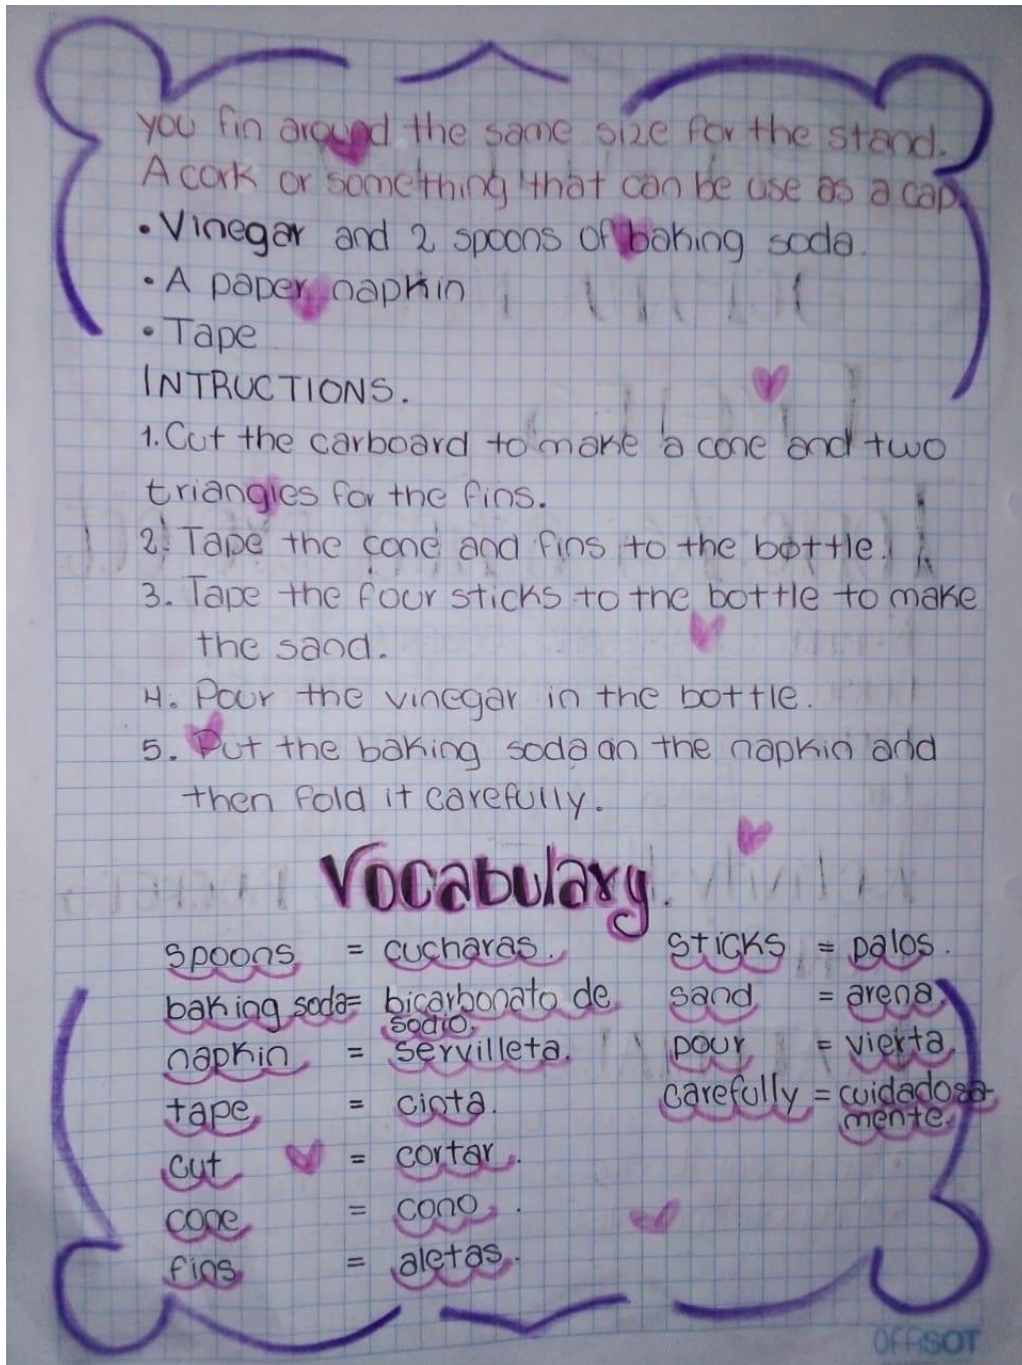 you fin around the same size for the stand.
A cork or something that can be use as a cap
• Vinegar and 2 spoons of baking soda.
• A paper napkin
• Tape
INTRUCTIONS.
1. Cut the carboard to make a cone and two
triangles for the fins.
2. Tape the cone and fins to the bottle.
3. Tape the four sticks to the bottle to make
the sand.
4. Pour the vinegar in the bottle.
5. Put the baking soda on the napkin and
then fold it carefully.
Vocabulary.
spoons = cucharas. sticks = palos.
baking soda = bicarbonato de sand = arena
sodio.
napkin = servilleta. pour = vierta.
tape = cinta. carefully = cuidadosa-
mente.
cut = cortar.
cone = cono.
fins = aletas.
OFFISOT